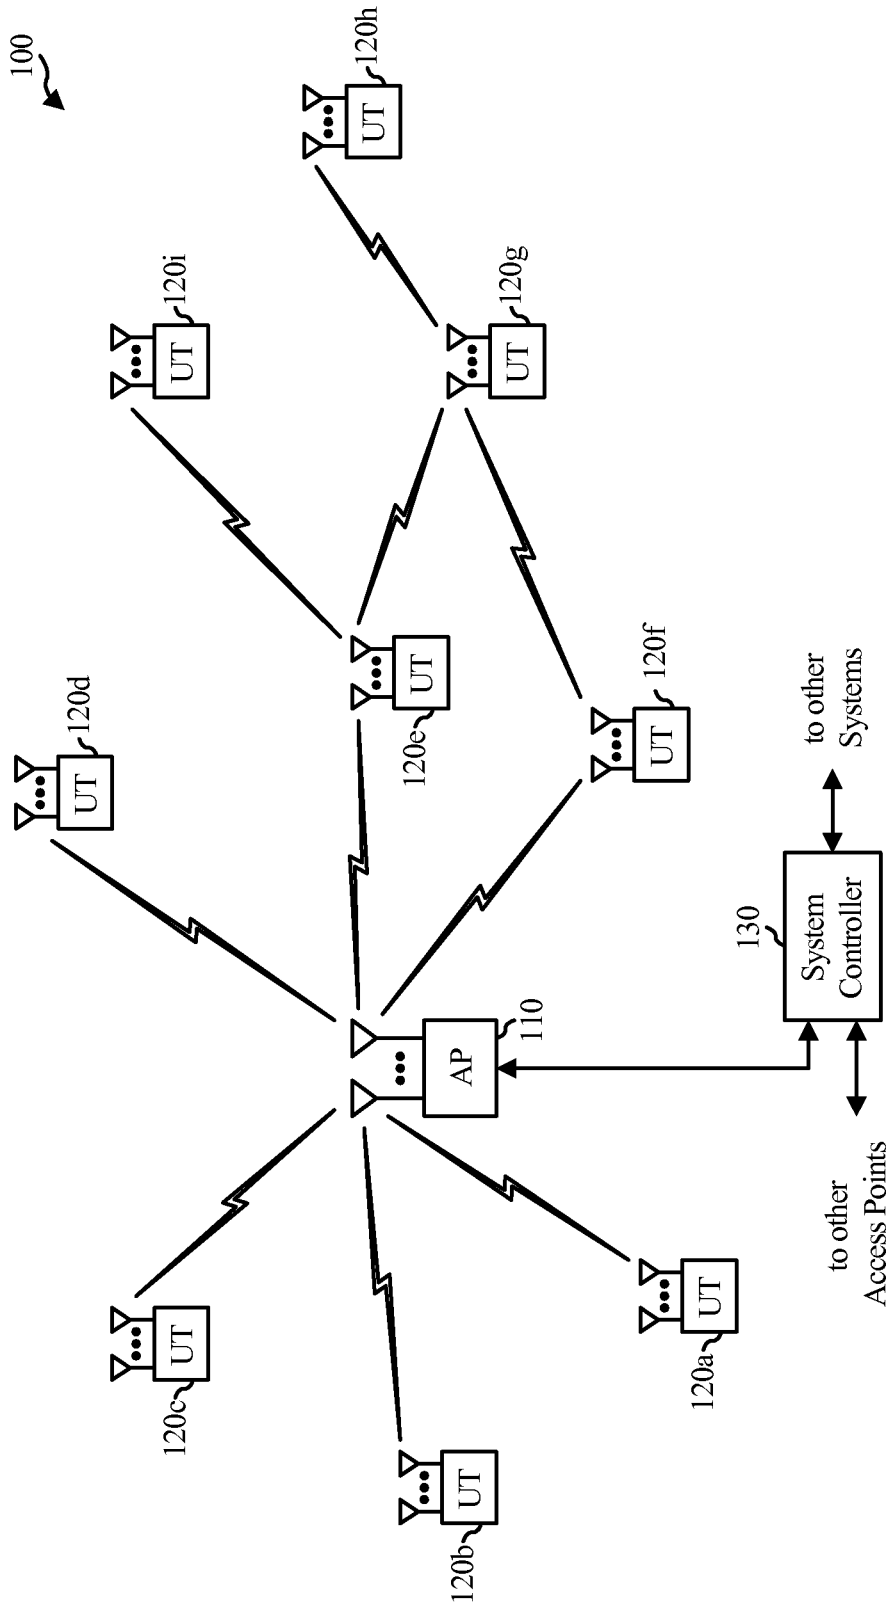 100
UT
120h
UT
120i
UT
120g
UT
120d
UT
120e
UT
120f
AP
110
UT
120c
UT
120b
UT
120a
130
System
Controller
to other
Systems
to other
Access Points